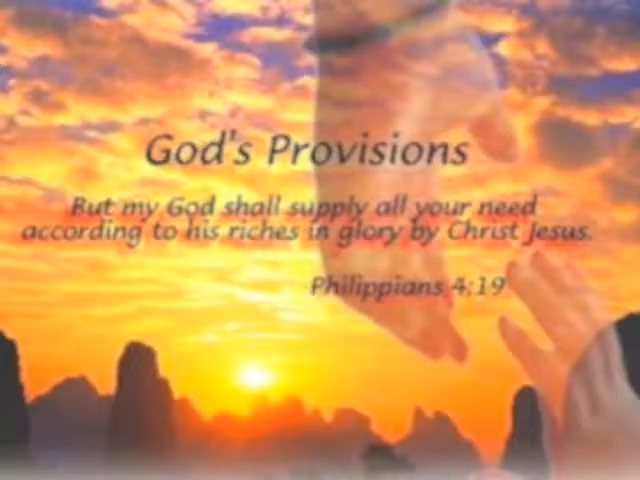 God's Provisions
But my God shall supply all your need
according to his riches in glory by Christ Jesus.
Philippians 4:19